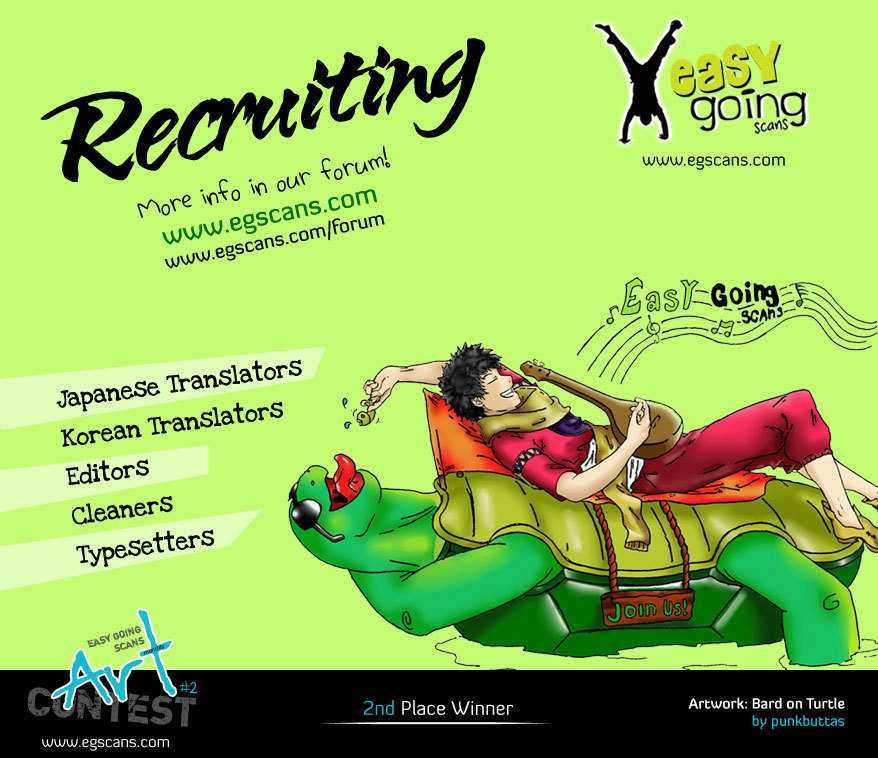 Recruiting
More info in our forum!
www.egscans.com
www.egscans.com/forum
easy
going
scans
www.egscans.com
Easy Going
SCAnS
Japanese Translators
Korean Translators
Editors
Cleaners
Typesetters
Join Us!
EASY GOING
SCANS
Art
#2
CONTEST
www.egscans.com
2nd Place Winner
Artwork: Bard on Turtle
by punkbuttas